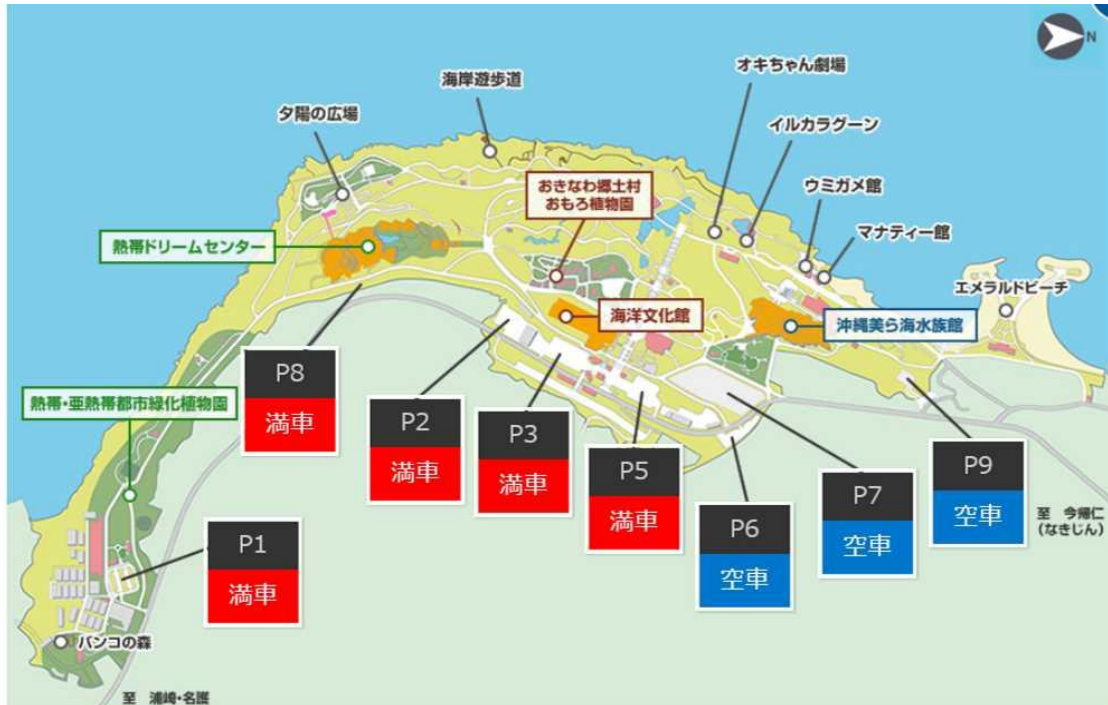 N
オキちゃん劇場
海岸遊歩道
イルカラグーン
夕陽の広場
おきなわ郷土村
おもろ植物園
ウミガメ館
マナティー館
熱帯ドリームセンター
エメラルドビーチ
海洋文化館
沖縄美ら海水族館
P8
満車
熱帯・亜熱帯都市緑化植物園
P2
満車
P3
満車
P5
満車
P6
空車
P7
空車
P9
空車
至 今帰仁
(なきじん)
P1
満車
バンコの森
至 浦崎・名護